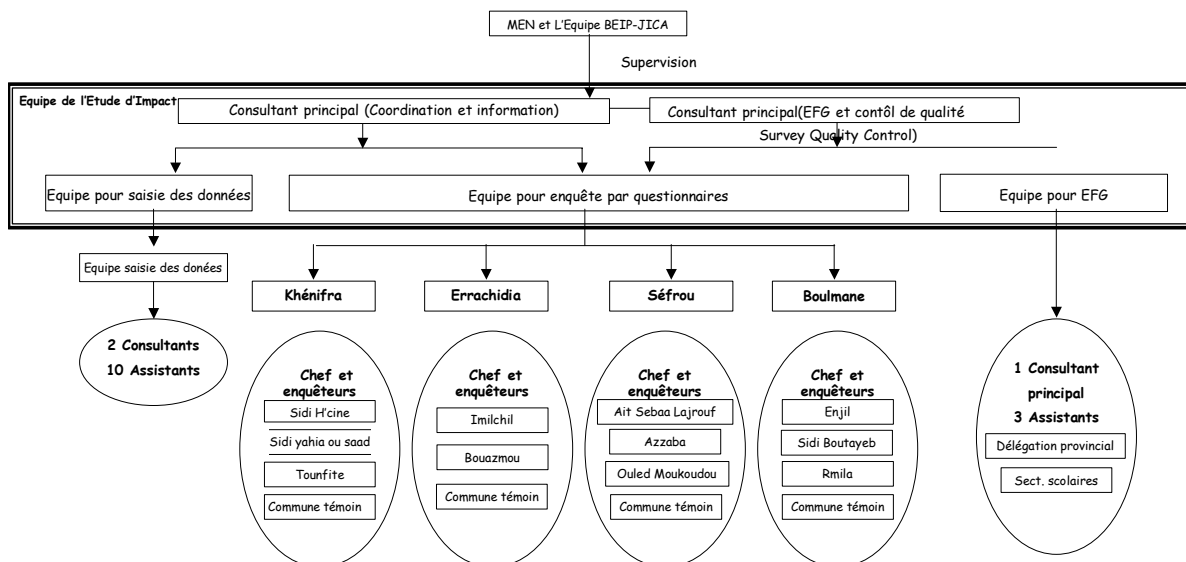 MEN et L'Equipe BEIP-JICA
Supervision
Equipe de l'Etude d'Impact
Consultant principal (Coordination et information)
Consultant principal(EFG et contôl de qualité
Survey Quality Control)
Equipe pour saisie des données
Equipe pour enquête par questionnaires
Equipe pour EFG
Equipe saisie des donées
2 Consultants
10 Assistants
Khénifra
Errachidia
Séfrou
Boulmane
Chef et
enquêteurs
Sidi H'cine
Sidi yahia ou saad
Tounfite
Commune témoin
Chef et
enquêteurs
Imilchil
Bouazmou
Commune témoin
Chef et
enquêteurs
Ait Sebaa Lajrouf
Azzaba
Ouled Moukoudou
Commune témoin
Chef et
enquêteurs
Enjil
Sidi Boutayeb
Rmila
Commune témoin
1 Consultant
principal
3 Assistants
Délégation provincial
Sect. scolaires